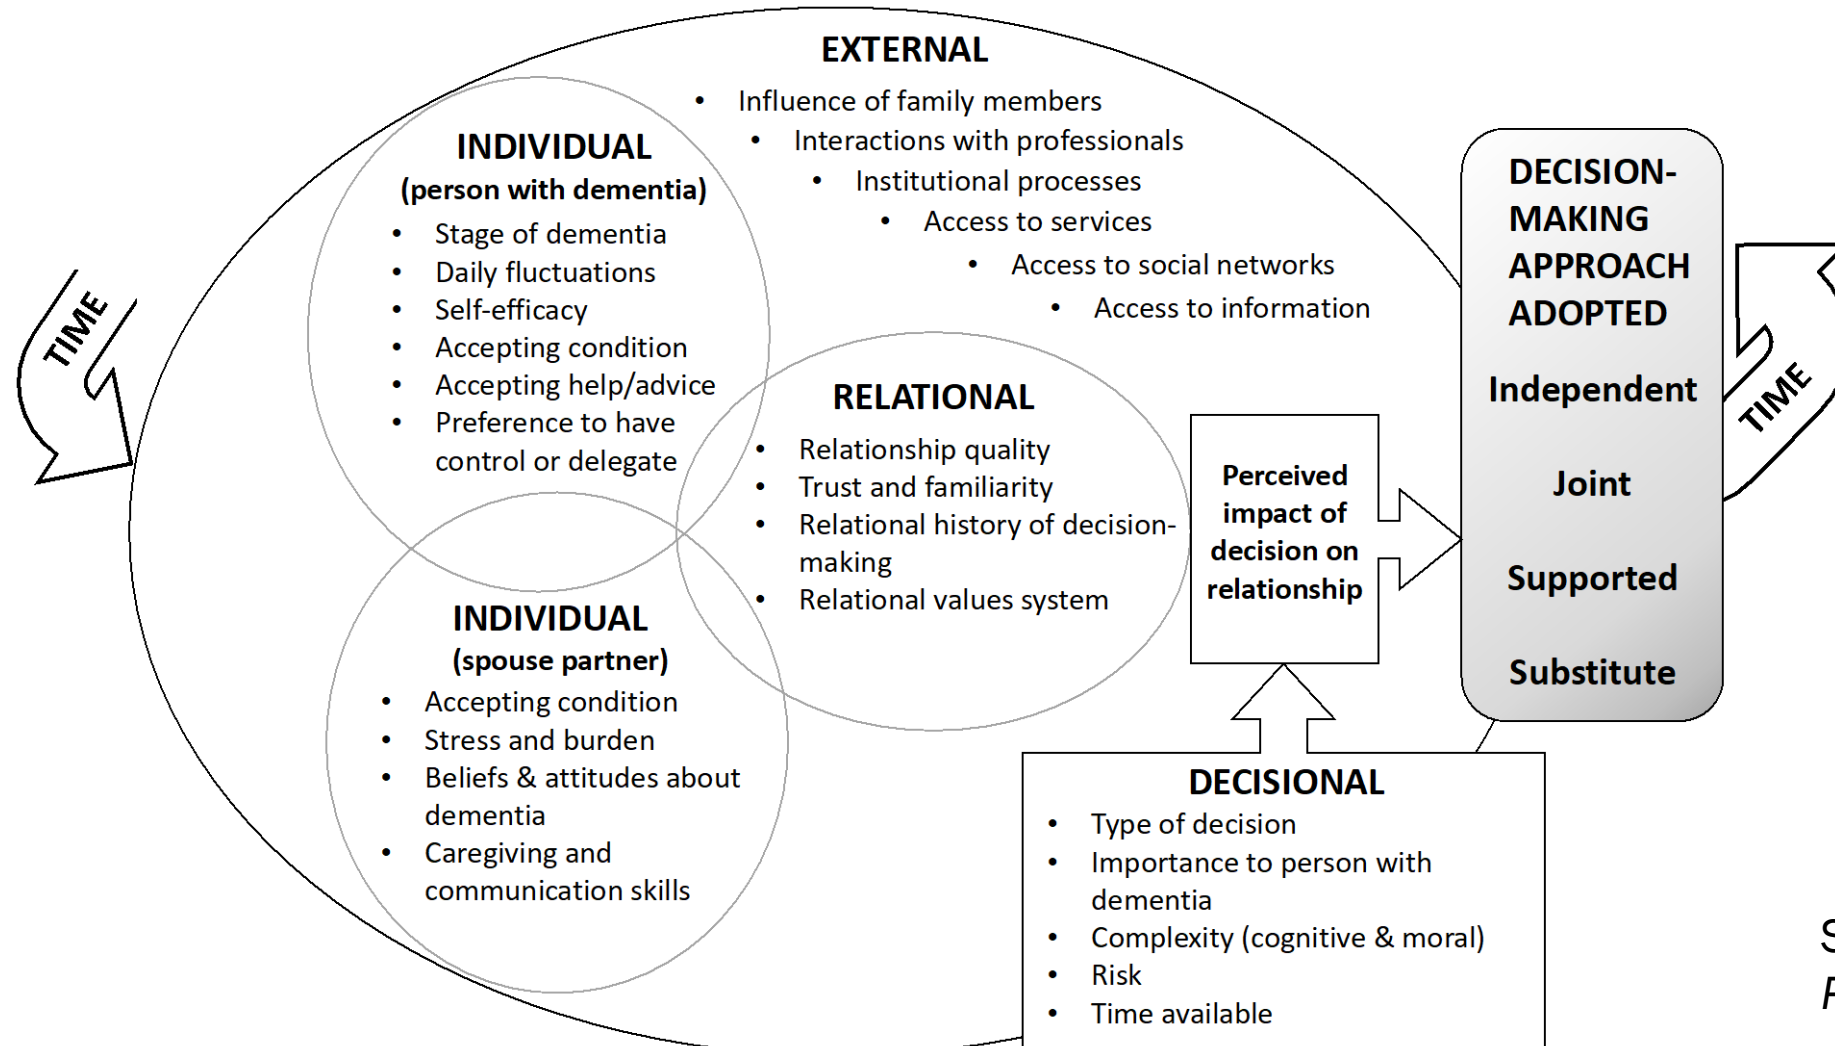 EXTERNAL
• Influence of family members
• Interactions with professionals
• Institutional processes
• Access to services
• Access to social networks
• Access to information
INDIVIDUAL
(person with dementia)
• Stage of dementia
• Daily fluctuations
• Self-efficacy
• Accepting condition
• Accepting help/advice
• Preference to have
control or delegate
TIME
RELATIONAL
• Relationship quality
• Trust and familiarity
• Relational history of decision-
making
• Relational values system
INDIVIDUAL
(spouse partner)
• Accepting condition
• Stress and burden
• Beliefs & attitudes about
dementia
• Caregiving and
communication skills
Perceived
impact of
decision on
relationship
DECISIONAL
• Type of decision
• Importance to person with
dementia
• Complexity (cognitive & moral)
• Risk
• Time available
DECISION-
MAKING
APPROACH
ADOPTED
Independent
Joint
Supported
Substitute
TIME